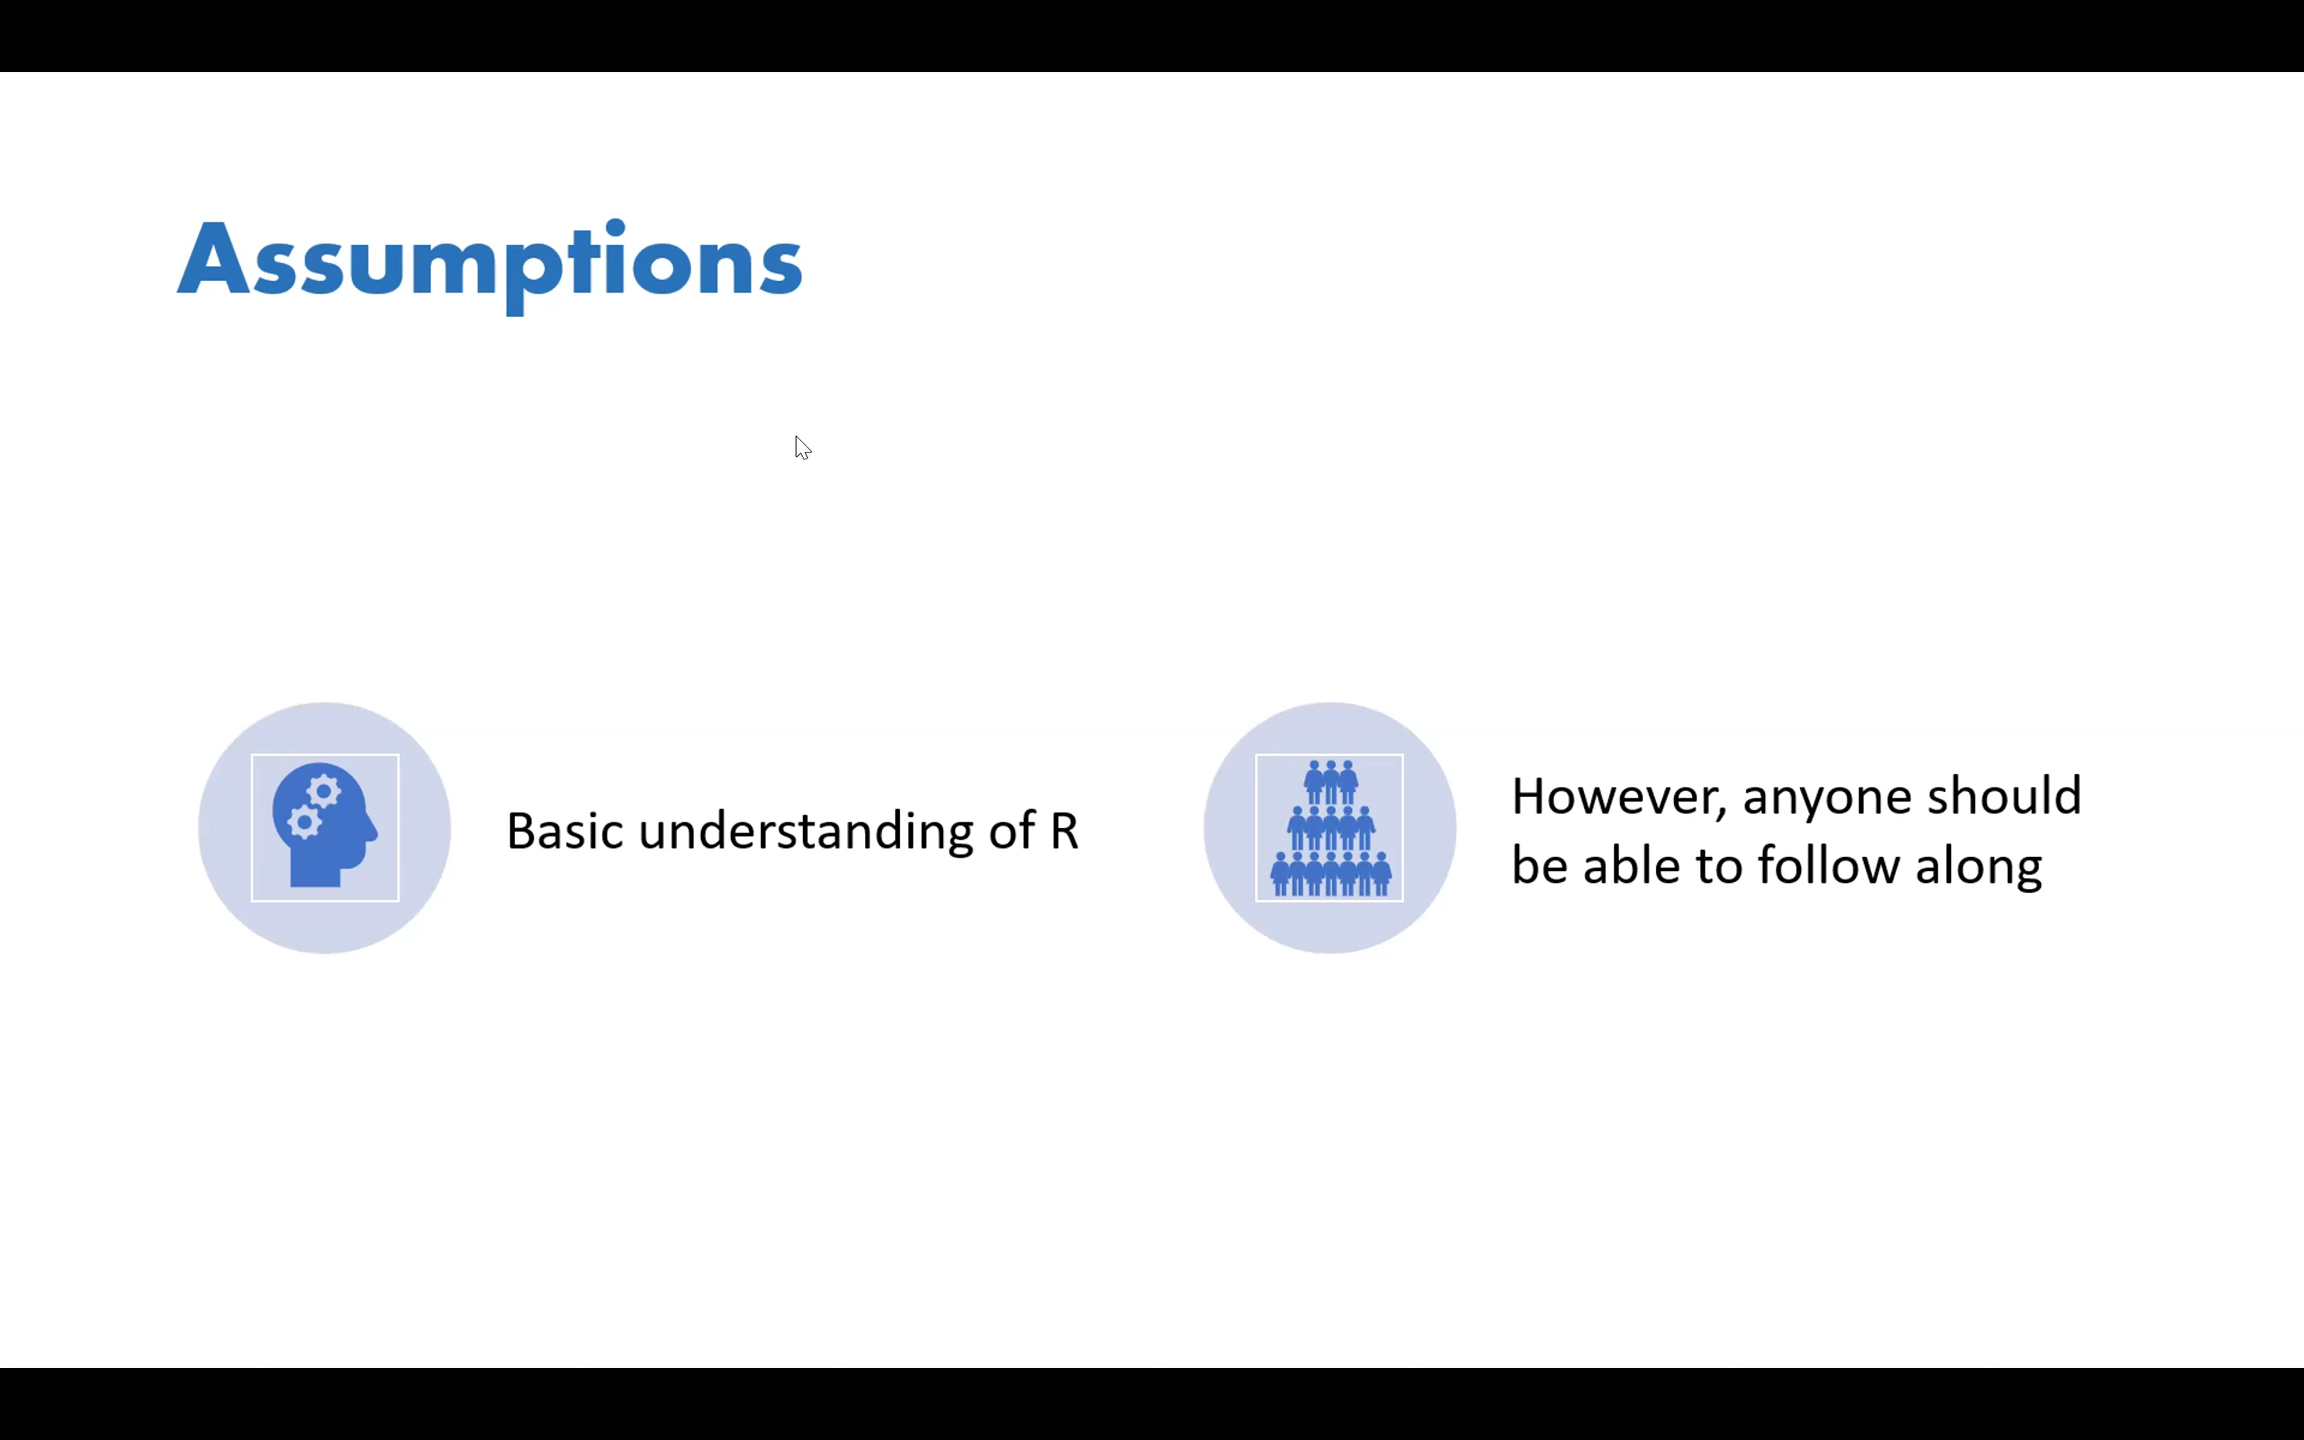 Assumptions
Basic understanding of R
However, anyone should
be able to follow along